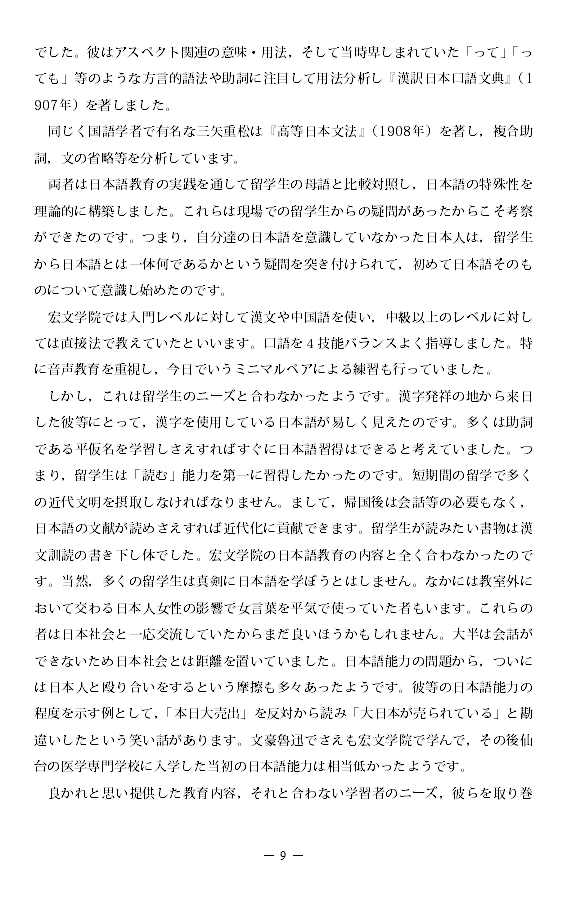 でした。彼はアスペクト関連の意味・用法，そして当時卑しまれていた「って」「っ
ても」等のような方言的語法や助詞に注目して用法分析し『漢訳日本口語文典』（1
907年）を著しました。
同じく国語学者で有名な三矢重松は『高等日本文法』（1908年）を著し，複合助
詞，文の省略等を分析しています。
両者は日本語教育の実践を通して留学生の母語と比較対照し，日本語の特殊性を
理論的に構築しました。これらは現場での留学生からの疑問があったからこそ考察
ができたのです。つまり，自分達の日本語を意識していなかった日本人は，留学生
から日本語とは一体何であるかという疑問を突き付けられて，初めて日本語そのも
のについて意識し始めたのです。
宏文学院では入門レベルに対して漢文や中国語を使い，中級以上のレベルに対し
ては直接法で教えていたといいます。口語を4技能バランスよく指導しました。特
に音声教育を重視し，今日でいうミニマルペアによる練習も行っていました。
しかし，これは留学生のニーズと合わなかったようです。漢字発祥の地から来日
した彼等にとって，漢字を使用している日本語が易しく見えたのです。多くは助詞
である平仮名を学習しさえすればすぐに日本語習得はできると考えていました。つ
まり，留学生は「読む」能力を第一に習得したかったのです。短期間の留学で多く
の近代文明を摂取しなければなりません。まして，帰国後は会話等の必要もなく，
日本語の文献が読めさえすれば近代化に貢献できます。留学生が読みたい書物は漢
文訓読の書き下し体でした。宏文学院の日本語教育の内容と全く合わなかったので
す。当然，多くの留学生は真剣に日本語を学ぼうとはしません。なかには教室外に
おいて交わる日本人女性の影響で女言葉を平気で使っていた者もいます。これらの
者は日本社会と一応交流していたからまだ良いほうかもしれません。大半は会話が
できないため日本社会とは距離を置いていました。日本語能力の問題から，ついに
は日本人と殴り合いをするという摩擦も多々あったようです。彼等の日本語能力の
程度を示す例として，「本日大売出」を反対から読み「大日本が売られている」と勘
違いしたという笑い話があります。文豪魯迅でさえも宏文学院で学んで，その後仙
台の医学専門学校に入学した当初の日本語能力は相当低かったようです。
良かれと思い提供した教育内容，それと合わない学習者のニーズ，彼らを取り巻
― 9 ―